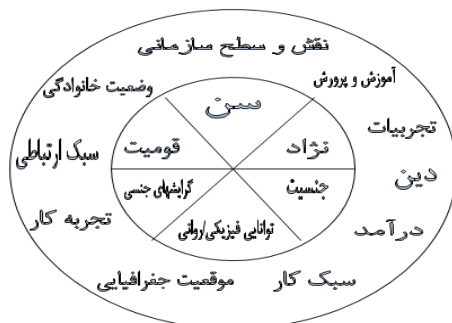 نقش و سطح سازمانی
آموزش و پرورش
وضعیت خانوادگی
سن
تجربیات
نژاد
قومیت
سبک ارتباطی
دین
جنسیت
گرایشهای جنسی
تجربه کار
توانایی فیزیکی/روانی
درآمد
سبک کار
موقعیت جغرافیایی